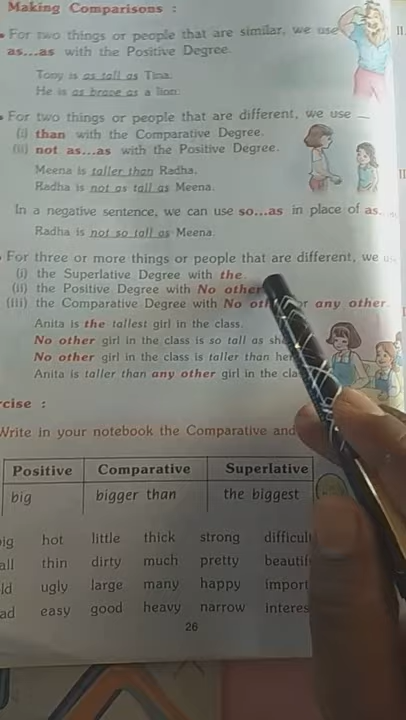 Making Comparisons :
For two things or people that are similar, we use
as...as with the Positive Degree.
Tony is as tall as Tina.
He is as brave as a lion.
For two things or people that are different, we use
(i) than with the Comparative Degree.
(ii) not as...as with the Positive Degree.
Meena is taller than Radha.
Radha is not as tall as Meena.
In a negative sentence, we can use so...as in place of as
Radha is not so tall as Meena.
For three or more things or people that are different, we
(i) the Superlative Degree with the.
(ii) the Positive Degree with No other
(iii) the Comparative Degree with No or any other.
Anita is the tallest girl in the class.
No other girl in the class is so tall as
No other girl in the class is taller than
Anita is taller than any other girl in the
rcise :
Write in your notebook the Comparative and
Positive Comparative Superlative
big bigger than the biggest
ig hot little thick strong difficul
all thin dirty much pretty beautif
ld ugly large many happy import
ad easy good heavy narrow interes
26